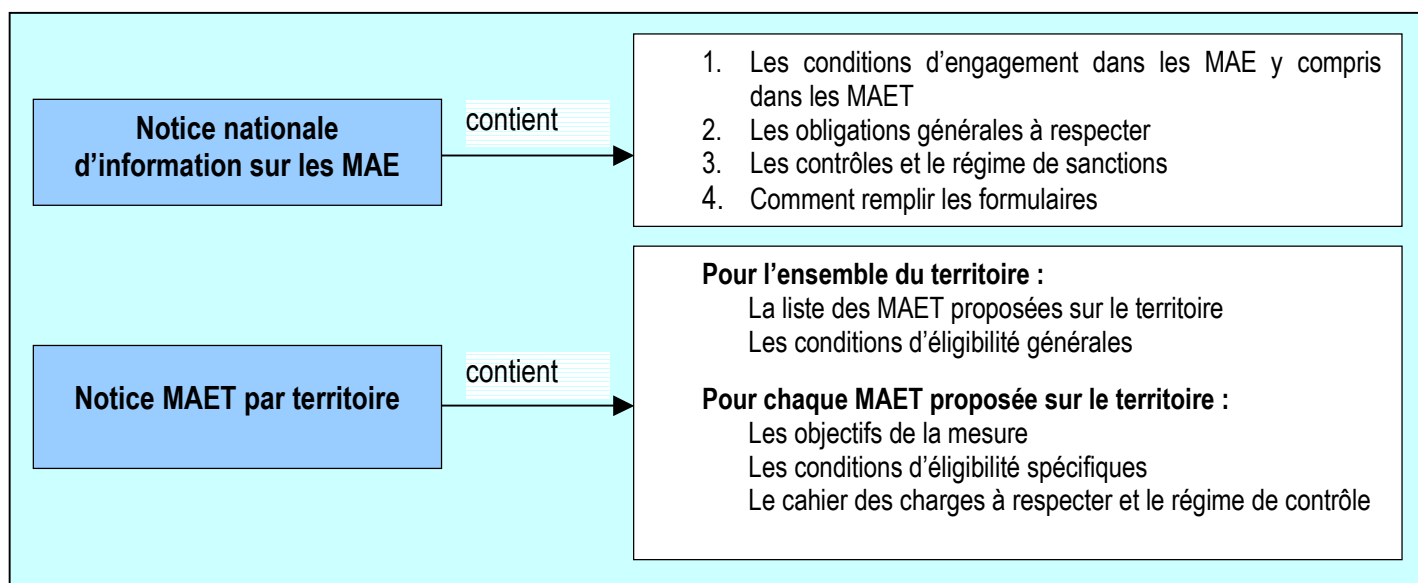 Notice nationale
d’information sur les MAE
contient
1. Les conditions d’engagement dans les MAE y compris
dans les MAET
2. Les obligations générales à respecter
3. Les contrôles et le régime de sanctions
4. Comment remplir les formulaires
Notice MAET par territoire
contient
Pour l’ensemble du territoire :
La liste des MAET proposées sur le territoire
Les conditions d’éligibilité générales
Pour chaque MAET proposée sur le territoire :
Les objectifs de la mesure
Les conditions d’éligibilité spécifiques
Le cahier des charges à respecter et le régime de contrôle